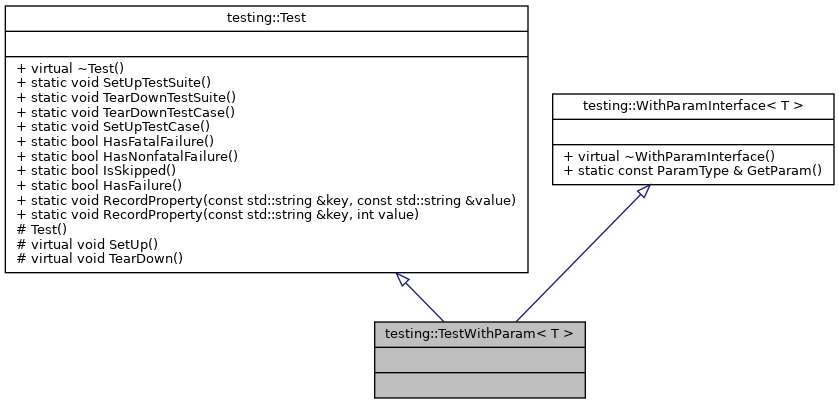 testing::Test
+ virtual ~Test()
+ static void SetUpTestSuite()
+ static void TearDownTestSuite()
+ static void TearDownTestCase()
+ static void SetUpTestCase()
+ static bool HasFatalFailure()
+ static bool HasNonfatalFailure()
+ static bool IsSkipped()
+ static bool HasFailure()
+ static void RecordProperty(const std::string &key, const std::string &value)
+ static void RecordProperty(const std::string &key, int value)
# Test()
# virtual void SetUp()
# virtual void TearDown()
testing::WithParamInterface< T >
+ virtual ~WithParamInterface()
+ static const ParamType & GetParam()
testing::TestWithParam< T >